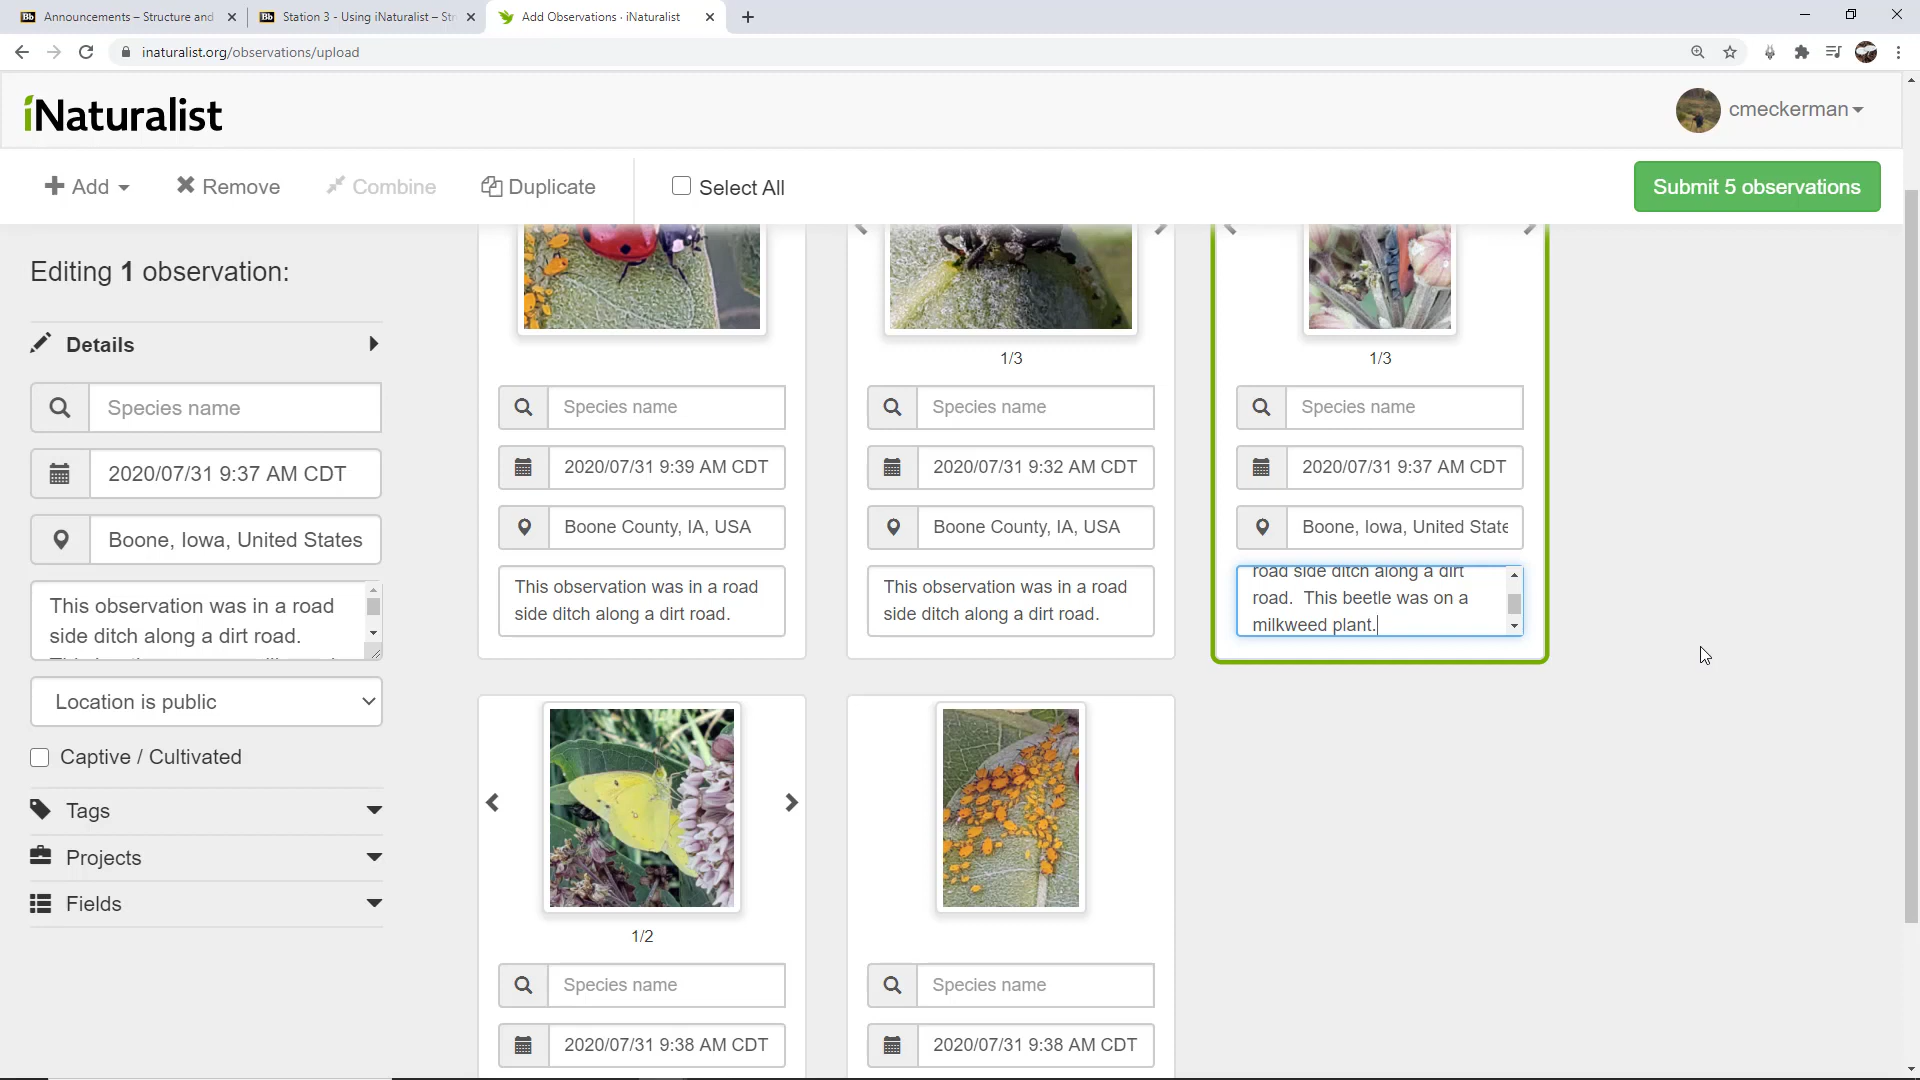 Announcements – Structure and
Station 3 - Using iNaturalist – Str
Add Observations · iNaturalist
inaturalist.org/observations/upload
iNaturalist
cmeckerman
Add
Remove
Combine
Duplicate
Select All
Submit 5 observations
Editing 1 observation:
Details
Species name
2020/07/31 9:37 AM CDT
Boone, Iowa, United States
This observation was in a road
side ditch along a dirt road.
Location is public
Captive / Cultivated
Tags
Projects
Fields
Species name
2020/07/31 9:39 AM CDT
Boone County, IA, USA
This observation was in a road
side ditch along a dirt road.
1/3
Species name
2020/07/31 9:32 AM CDT
Boone County, IA, USA
This observation was in a road
side ditch along a dirt road.
1/3
Species name
2020/07/31 9:37 AM CDT
Boone, Iowa, United State
road side ditch along a dirt
road.  This beetle was on a
milkweed plant.
1/2
Species name
2020/07/31 9:38 AM CDT
Species name
2020/07/31 9:38 AM CDT